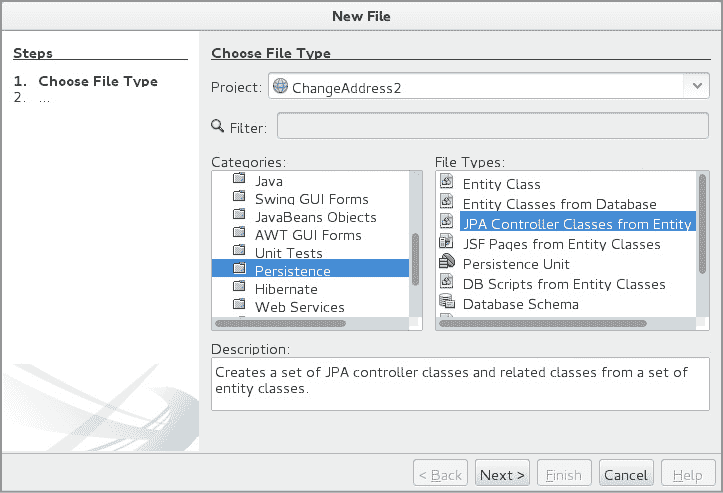 New File
Steps
1. Choose File Type
2. ...
Choose File Type
Project: ChangeAddress2
Filter:
Categories:
Java
Swing GUI Forms
JavaBeans Objects
AWT GUI Forms
Unit Tests
Persistence
Hibernate
Web Services
File Types:
Entity Class
Entity Classes from Database
JPA Controller Classes from Entity
JSF Pages from Entity Classes
Persistence Unit
DB Scripts from Entity Classes
Database Schema
Description:
Creates a set of JPA controller classes and related classes from a set of
entity classes.
< Back Next > Finish Cancel Help